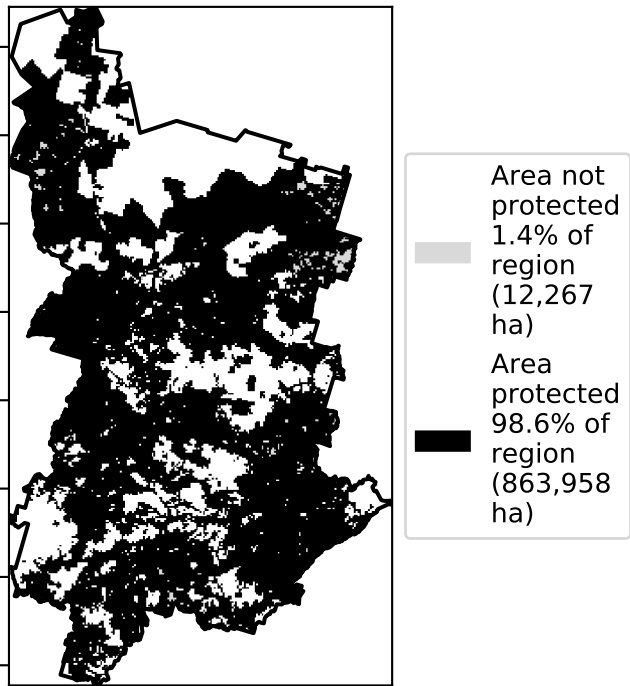 Area not
protected
1.4% of
region
(12,267
ha)
Area
protected
98.6% of
region
(863,958
ha)